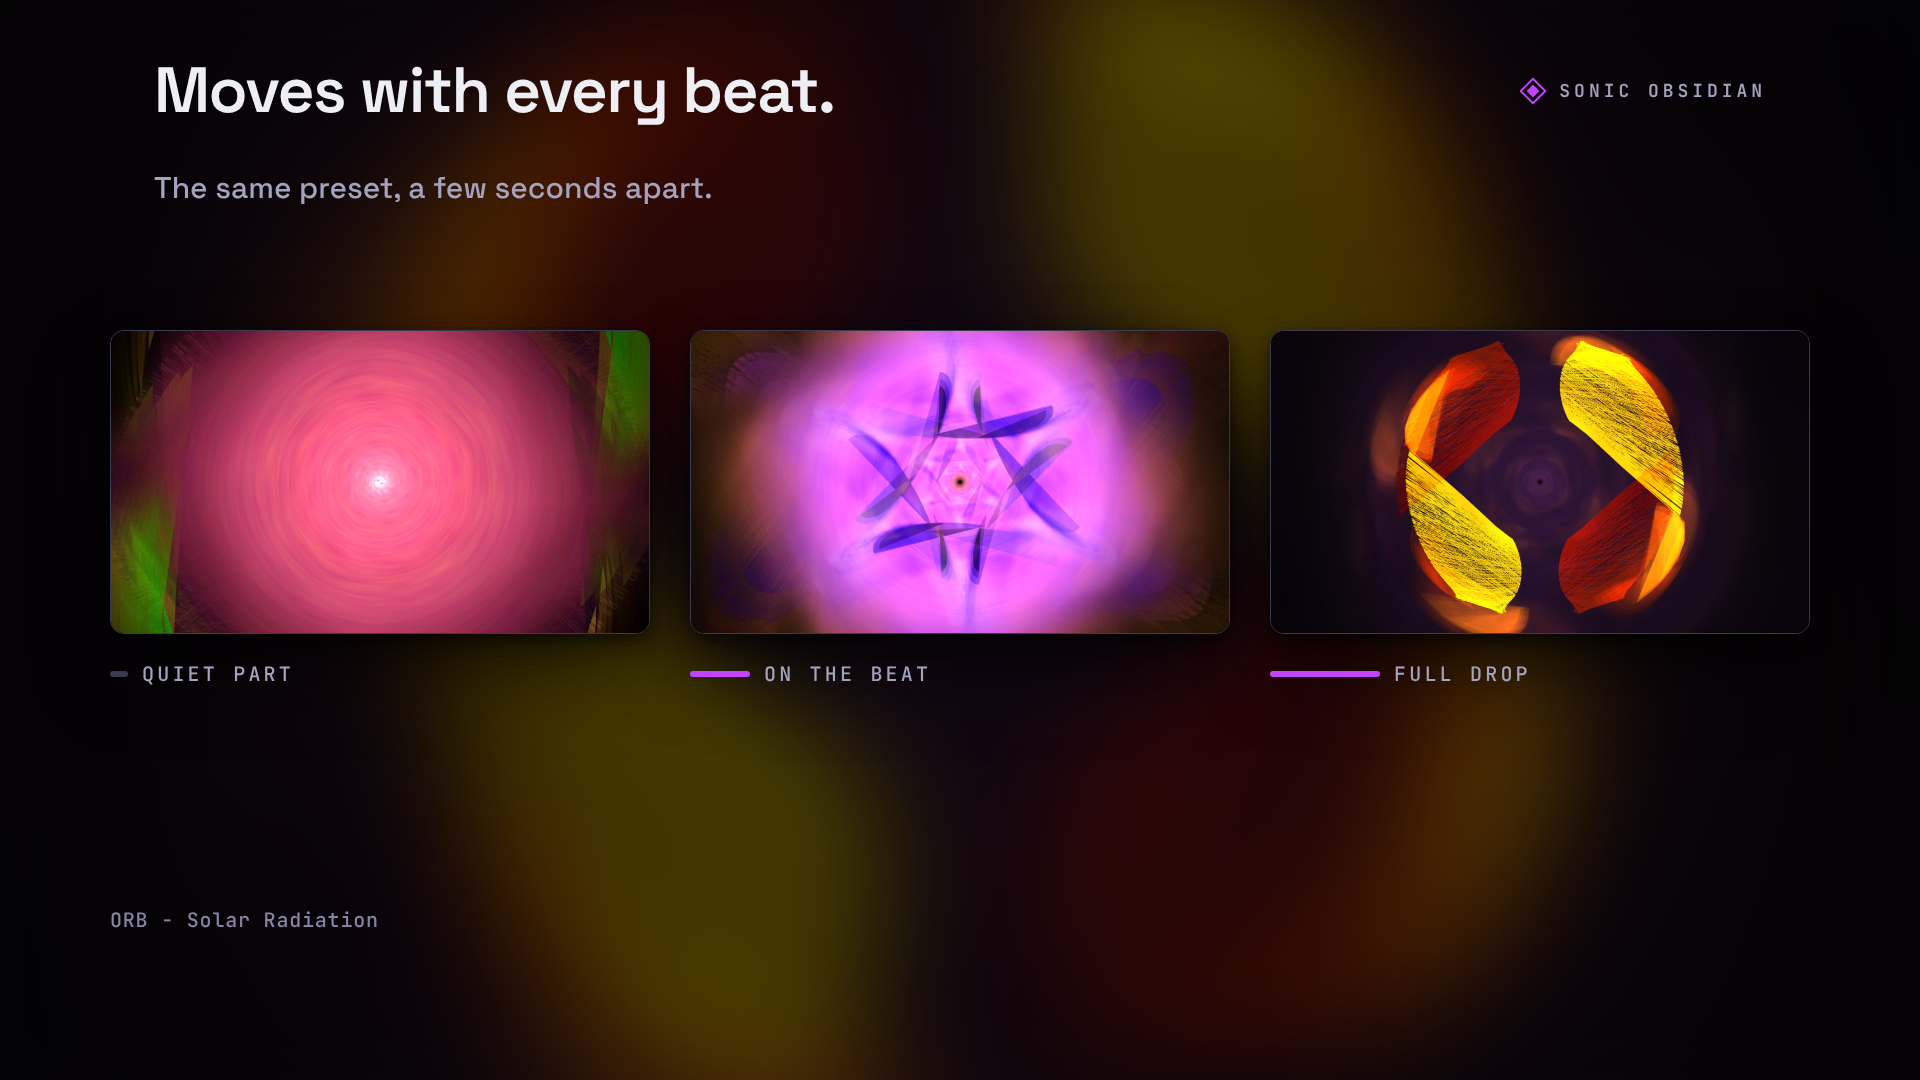 Moves with every beat.
SONIC OBSIDIAN
The same preset, a few seconds apart.
QUIET PART
ON THE BEAT
FULL DROP
ORB - Solar Radiation